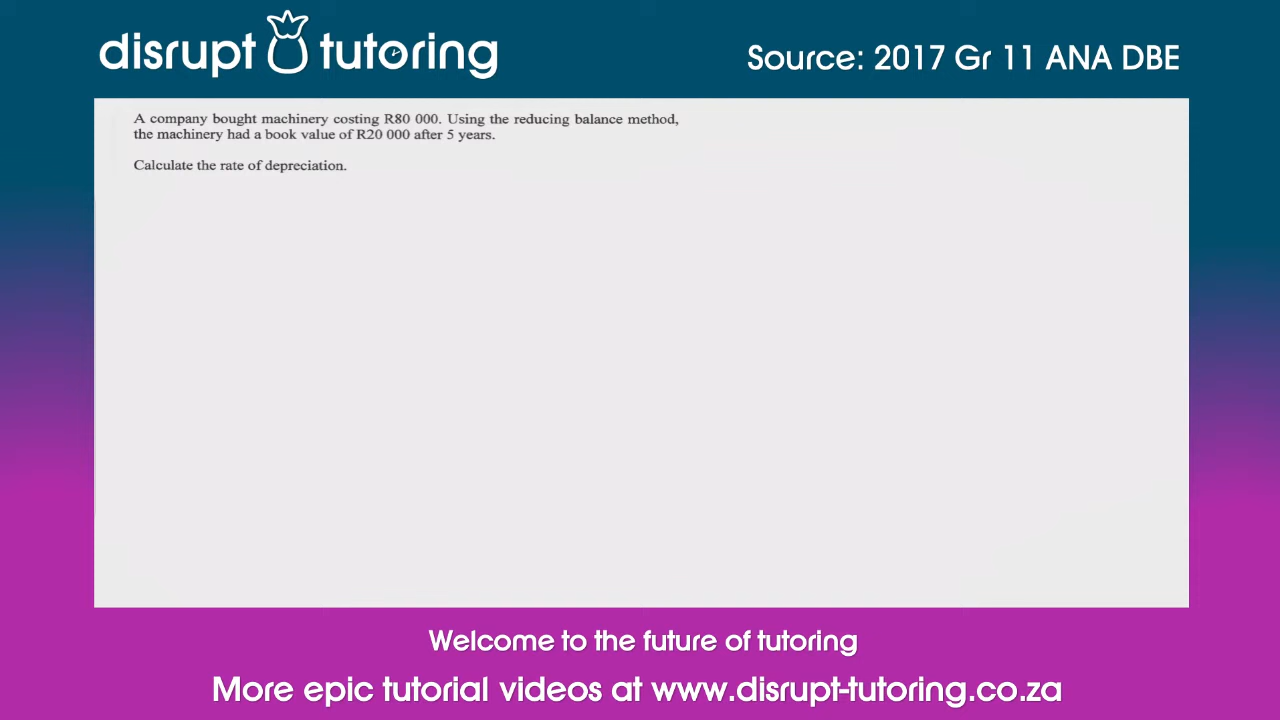 disrupt tutoring
Source: 2017 Gr 11 ANA DBE
A company bought machinery costing R80 000. Using the reducing balance method,
the machinery had a book value of R20 000 after 5 years.
Calculate the rate of depreciation.
Welcome to the future of tutoring
More epic tutorial videos at www.disrupt-tutoring.co.za